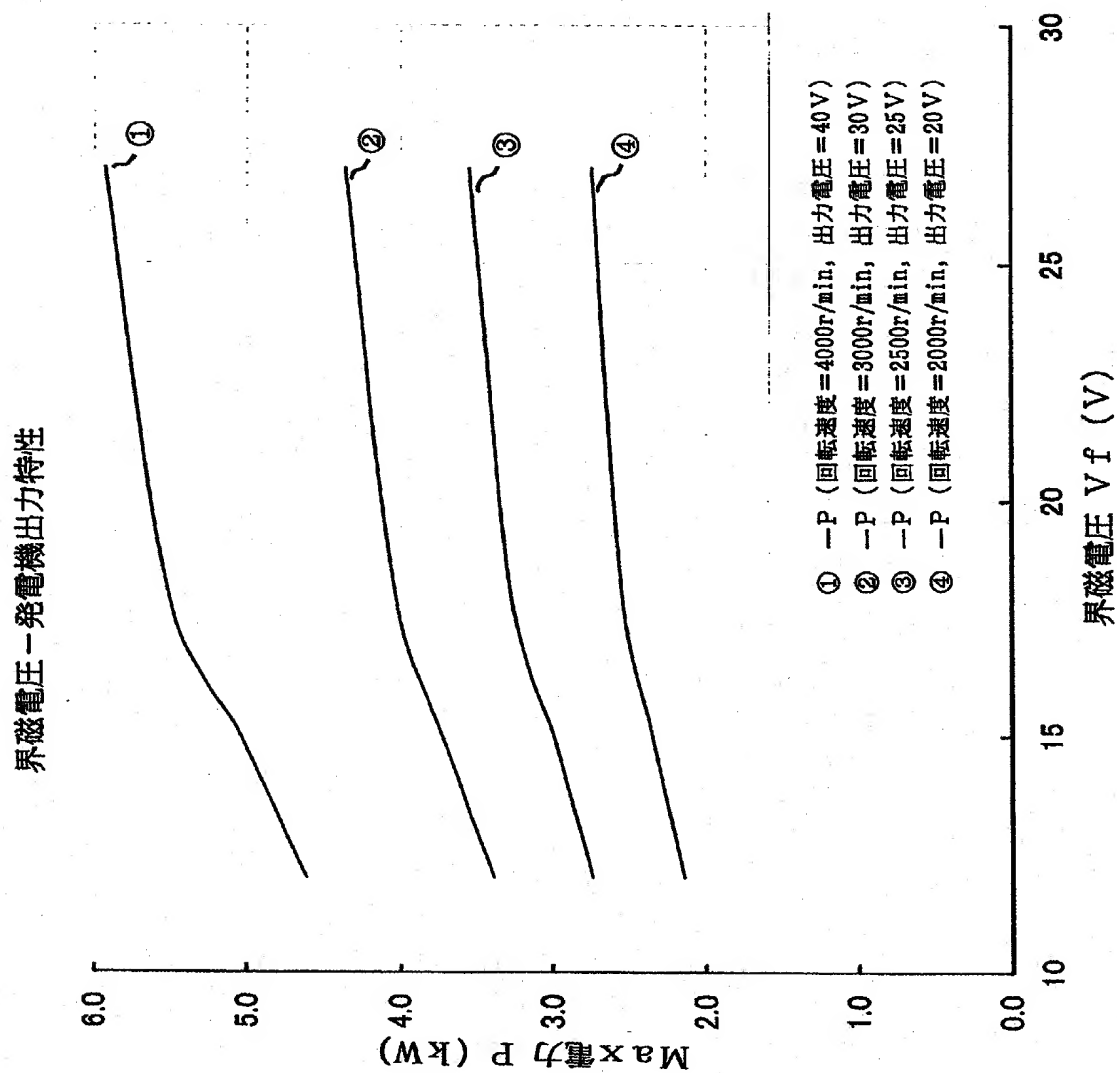 界磁電圧－発電機出力特性
Max電力 P (kW)
6.0
5.0
4.0
3.0
2.0
1.0
0.0
①
②
③
④
① －P (回転速度=4000r/min, 出力電圧=40V)
② －P (回転速度=3000r/min, 出力電圧=30V)
③ －P (回転速度=2500r/min, 出力電圧=25V)
④ －P (回転速度=2000r/min, 出力電圧=20V)
10
15
20
25
30
界磁電圧 Vf (V)